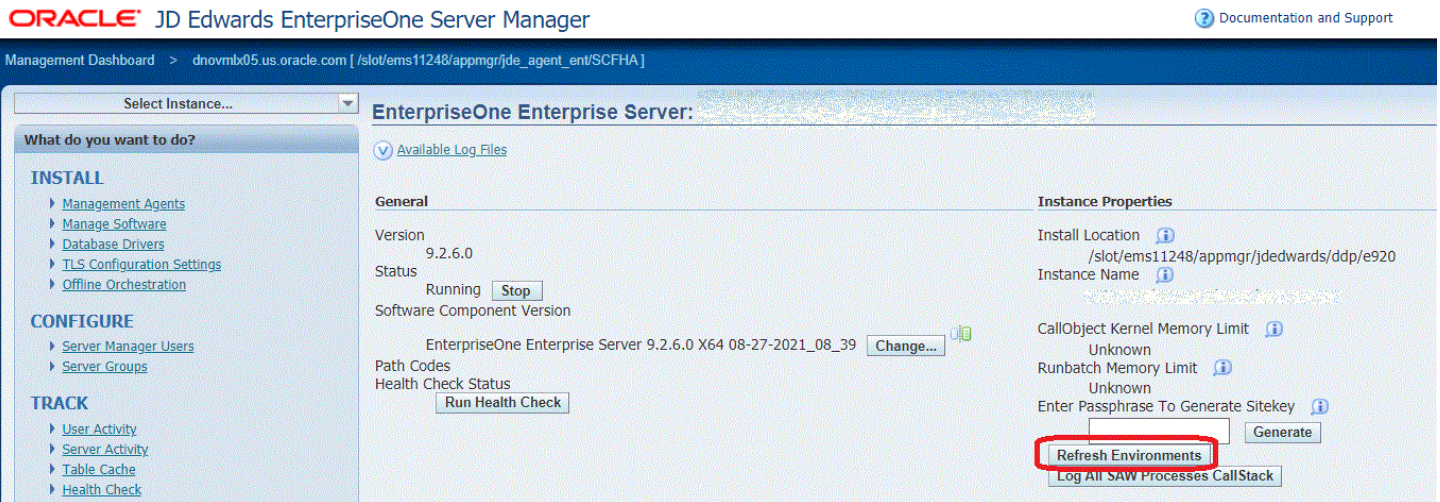 ORACLE JD Edwards EnterpriseOne Server Manager
Documentation and Support
Management Dashboard > dnovmlx05.us.oracle.com [ /slot/ems11248/appmgr/jde_agent_ent/SCFHA ]
Select Instance...
What do you want to do?
INSTALL
Management Agents
Manage Software
Database Drivers
TLS Configuration Settings
Offline Orchestration
CONFIGURE
Server Manager Users
Server Groups
TRACK
User Activity
Server Activity
Table Cache
Health Check
EnterpriseOne Enterprise Server:
Available Log Files
General
Version
9.2.6.0
Status
Running Stop
Software Component Version
EnterpriseOne Enterprise Server 9.2.6.0 X64 08-27-2021_08_39 Change...
Path Codes
Health Check Status
Run Health Check
Instance Properties
Install Location
/slot/ems11248/appmgr/jdedwards/ddp/e920
Instance Name
CallObject Kernel Memory Limit
Unknown
Runbatch Memory Limit
Unknown
Enter Passphrase To Generate Sitekey
Generate
Refresh Environments
Log All SAW Processes CallStack